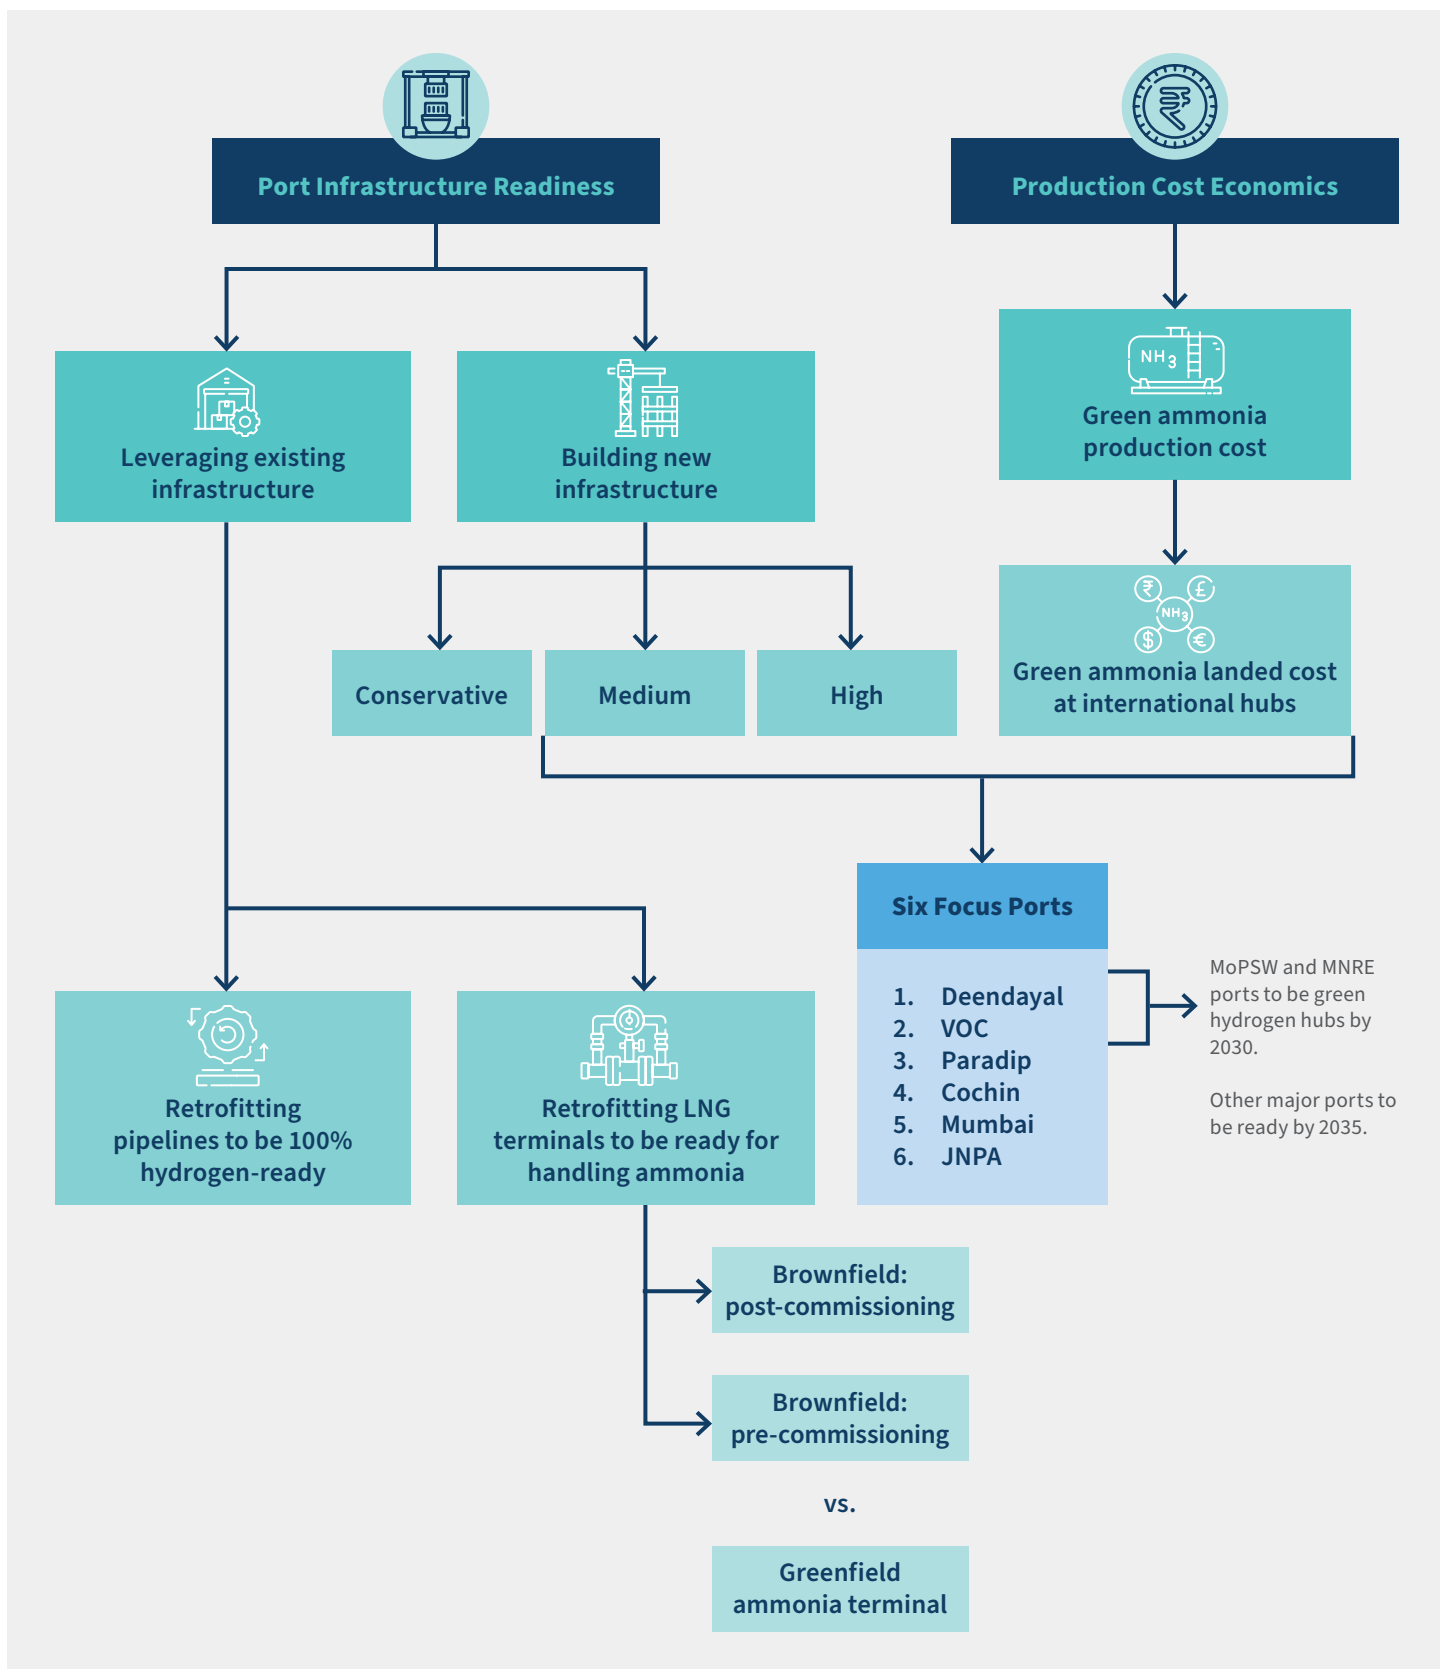 Port Infrastructure Readiness
Production Cost Economics
Leveraging existing
infrastructure
Building new
infrastructure
NH3
Green ammonia
production cost
Conservative
Medium
High
₹
£
NH3
$
€
Green ammonia landed cost
at international hubs
Six Focus Ports
1. Deendayal
2. VOC
3. Paradip
4. Cochin
5. Mumbai
6. JNPA
MoPSW and MNRE
ports to be green
hydrogen hubs by
2030.
Other major ports to
be ready by 2035.
Retrofitting
pipelines to be 100%
hydrogen-ready
Retrofitting LNG
terminals to be ready for
handling ammonia
Brownfield:
post-commissioning
Brownfield:
pre-commissioning
vs.
Greenfield
ammonia terminal